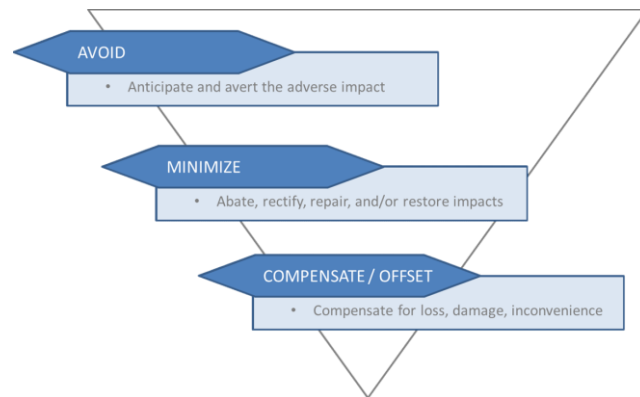 AVOID
• Anticipate and avert the adverse impact
MINIMIZE
• Abate, rectify, repair, and/or restore impacts
COMPENSATE / OFFSET
• Compensate for loss, damage, inconvenience